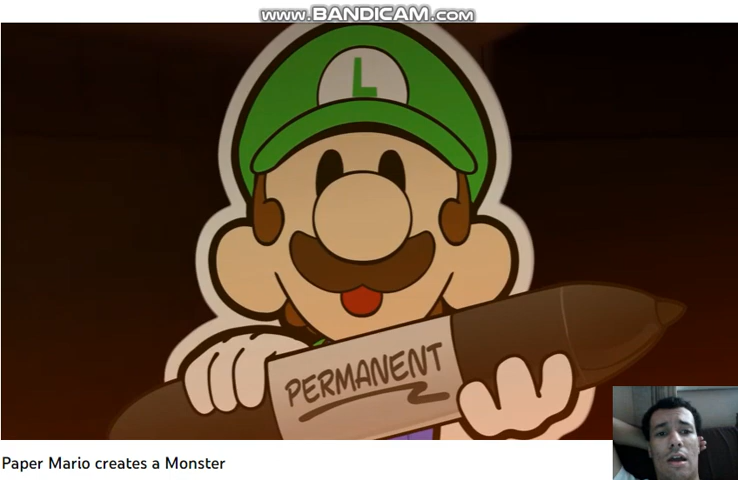 www.BANDICAM.com
L
PERMANENT
Paper Mario creates a Monster